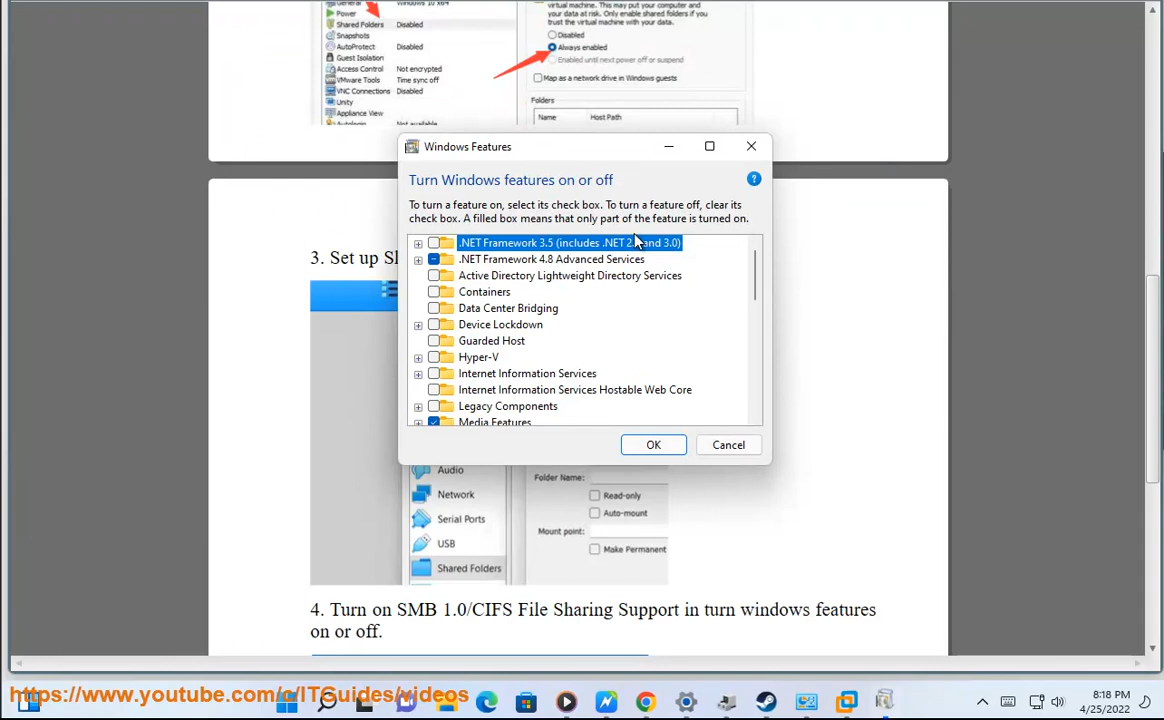 General
Windows 10 x64
Power
Shared Folders
Disabled
Snapshots
AutoProtect
Disabled
Guest Isolation
Access Control
Not encrypted
VMware Tools
Time sync off
VNC Connections
Disabled
Unity
Appliance View
Autologin
Not available
virtual machine. This may put your computer and
your data at risk. Only enable shared folders if you
trust the virtual machine with your data.
Disabled
Always enabled
Enabled until next power off or suspend
Map as a network drive in Windows guests
Folders
Name
Host Path
Windows Features
Turn Windows features on or off
?
To turn a feature on, select its check box. To turn a feature off, clear its
check box. A filled box means that only part of the feature is turned on.
.NET Framework 3.5 (includes .NET 2. and 3.0)
.NET Framework 4.8 Advanced Services
Active Directory Lightweight Directory Services
Containers
Data Center Bridging
Device Lockdown
Guarded Host
Hyper-V
Internet Information Services
Internet Information Services Hostable Web Core
Legacy Components
Media Features
OK
Cancel
3. Set up S
Audio
Network
Serial Ports
USB
Shared Folders
Folder Name:
Read-only
Auto-mount
Mount point:
Make Permanent
4. Turn on SMB 1.0/CIFS File Sharing Support in turn windows features
on or off.
https://www.youtube.com/c/ITGuides/videos
8:18 PM
4/25/2022